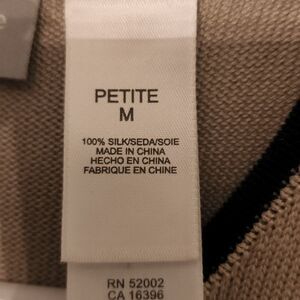 e
PETITE
M
100% SILK/SEDA/SOIE
MADE IN CHINA
HECHO EN CHINA
FABRIQUE EN CHINE
RN 52002
CA 16396